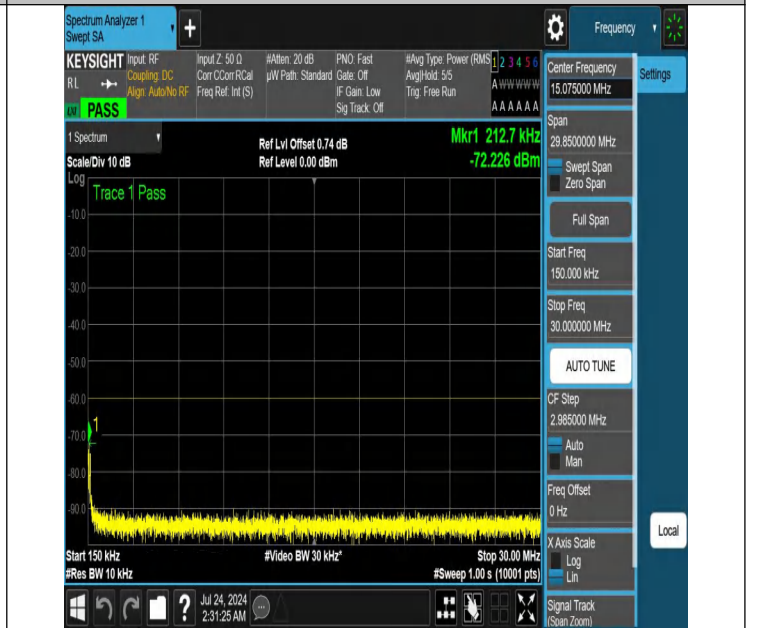 Spectrum Analyzer 1
Swept SA
+
Frequency
KEYSIGHT
RL
PASS
Input: RF
Coupling: DC
Align: Auto/No RF
Input Z: 50 Ω
Corr CCorr RCal
Freq Ref: Int (S)
#Atten: 20 dB
µW Path: Standard
PNO: Fast
Gate: Off
IF Gain: Low
Sig Track: Off
#Avg Type: Power (RMS
Avg|Hold: 5/5
Trig: Free Run
1 2 3 4 5 6
A W W W W W
A A A A A A
1 Spectrum
Scale/Div 10 dB
Ref Lvl Offset 0.74 dB
Ref Level 0.00 dBm
Mkr1 212.7 kHz
-72.226 dBm
Log
Trace 1 Pass
-10.0
-20.0
-30.0
-40.0
-50.0
-60.0
-70.0
-80.0
-90.0
1
Start 150 kHz
#Res BW 10 kHz
#Video BW 30 kHz*
Stop 30.00 MHz
#Sweep 1.00 s (10001 pts)
Center Frequency
15.075000 MHz
Settings
Span
29.8500000 MHz
Swept Span
Zero Span
Full Span
Start Freq
150.000 kHz
Stop Freq
30.000000 MHz
AUTO TUNE
CF Step
2.985000 MHz
Auto
Man
Freq Offset
0 Hz
X Axis Scale
Log
Lin
Local
Signal Track
(Span Zoom)
?
Jul 24, 2024
2:31:25 AM